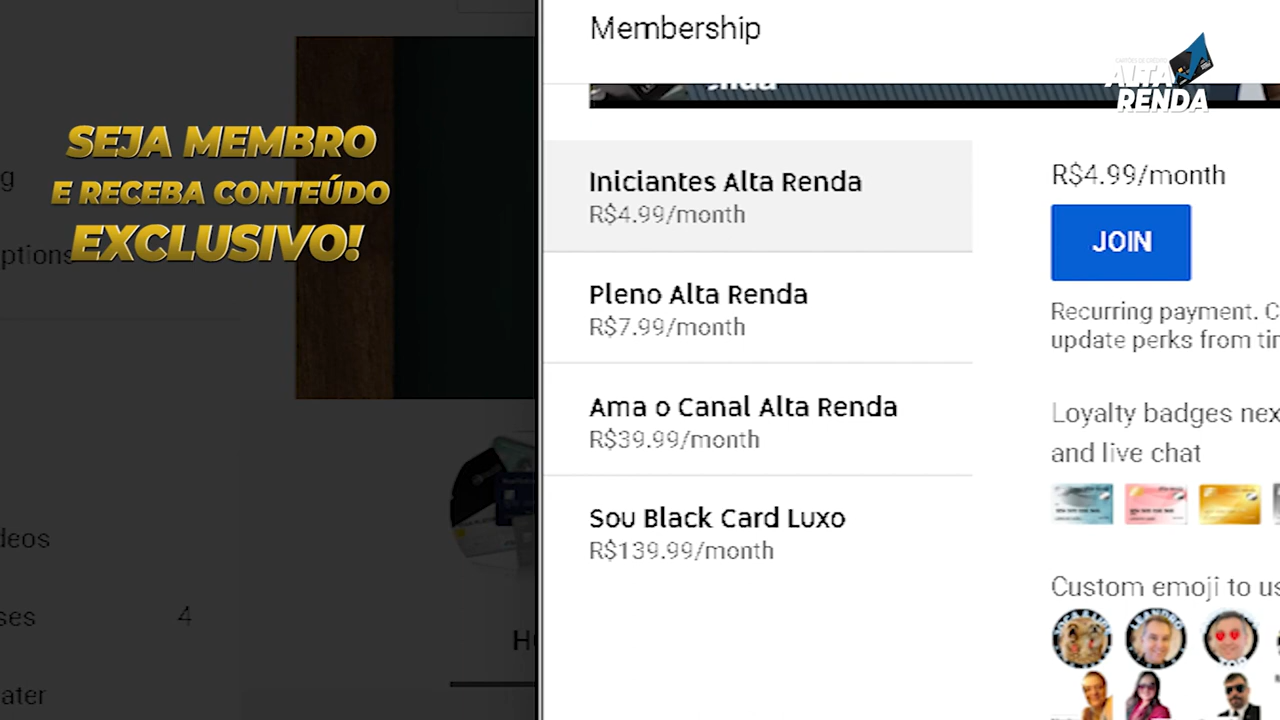 Membership
ALTA
RENDA
SEJA MEMBRO
E RECEBA CONTEÚDO
EXCLUSIVO!
Iniciantes Alta Renda
R$4.99/month
Pleno Alta Renda
R$7.99/month
Ama o Canal Alta Renda
R$39.99/month
Sou Black Card Luxo
R$139.99/month
R$4.99/month
JOIN
Recurring payment. C
update perks from tim
Loyalty badges nex
and live chat
Custom emoji to us
LEANDRO
ptions
deos
ses 4
ater